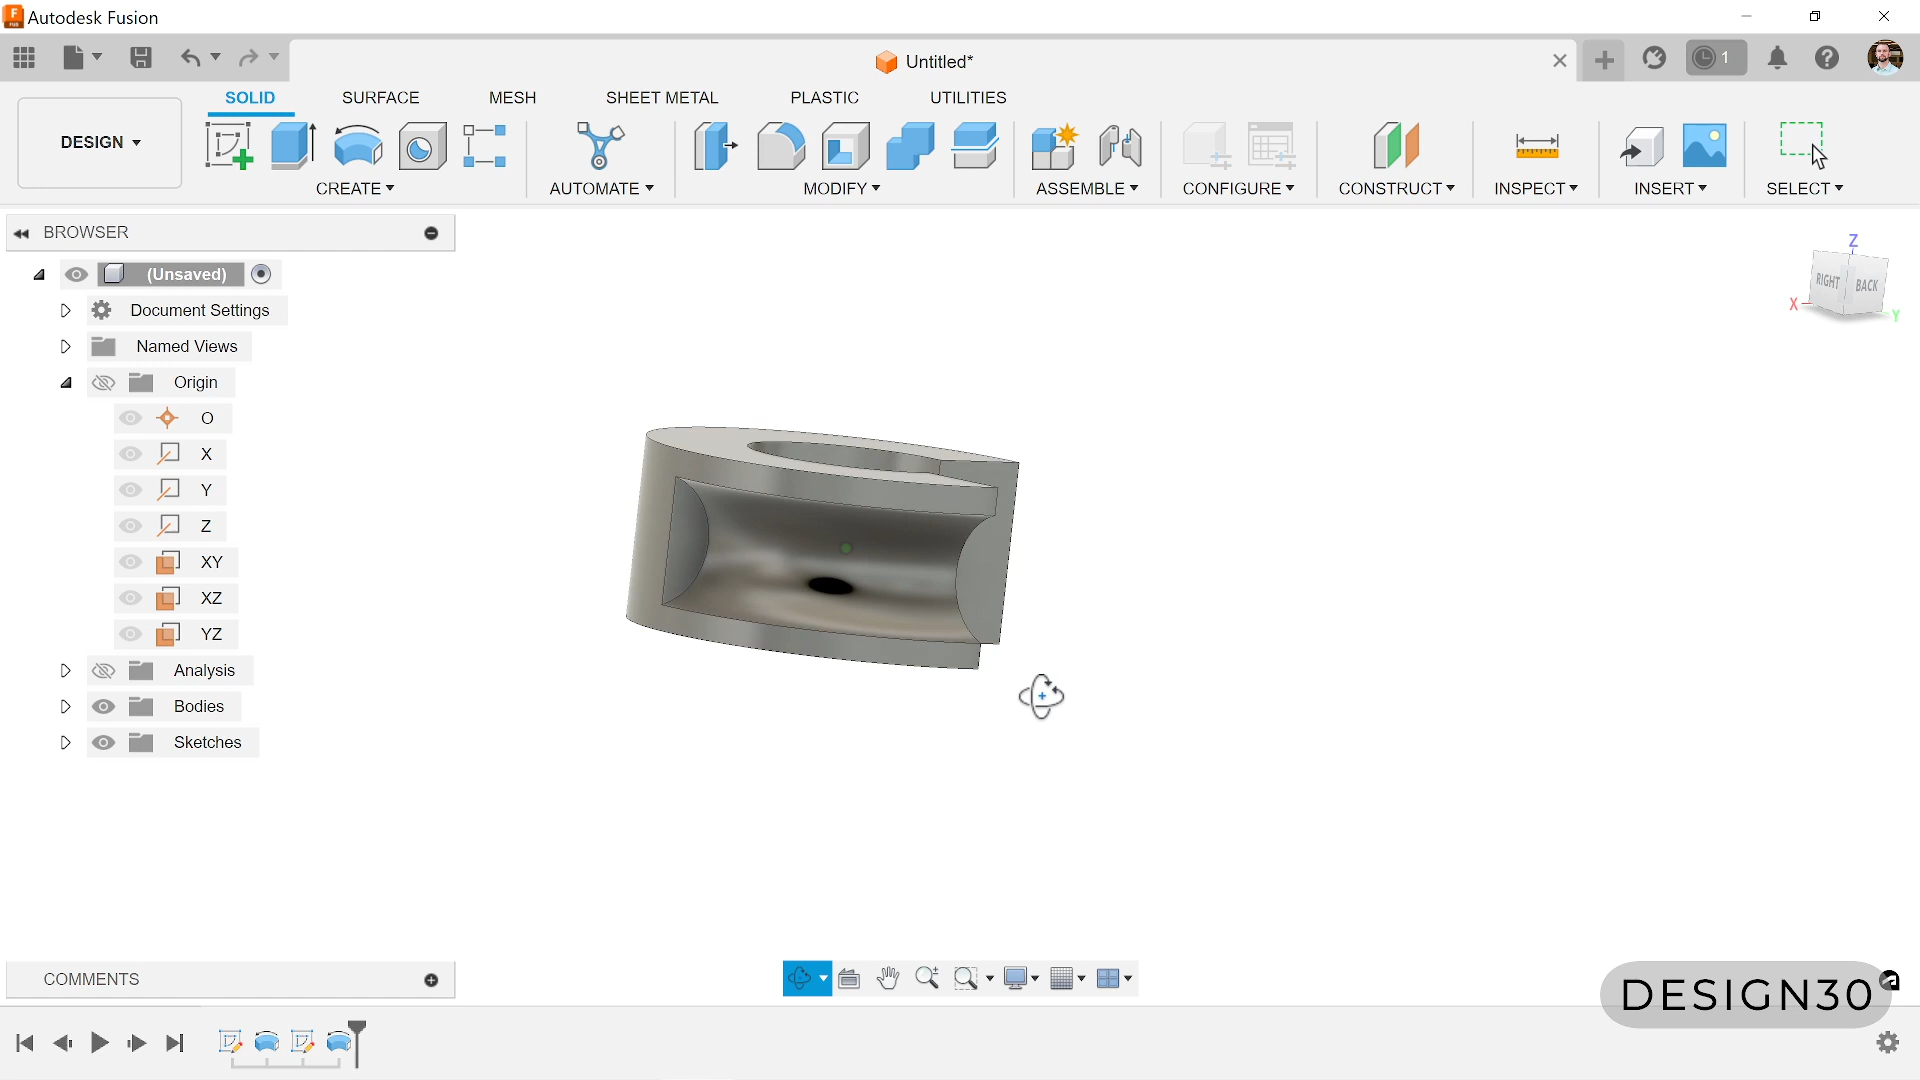 Autodesk Fusion
Untitled*
1
SOLID SURFACE MESH SHEET METAL PLASTIC UTILITIES
DESIGN
CREATE AUTOMATE MODIFY ASSEMBLE CONFIGURE CONSTRUCT INSPECT INSERT SELECT
BROWSER
(Unsaved)
Document Settings
Named Views
Origin
O
X
Y
Z
XY
XZ
YZ
Analysis
Bodies
Sketches
Z
RIGHT BACK
X
Y
COMMENTS
DESIGN30